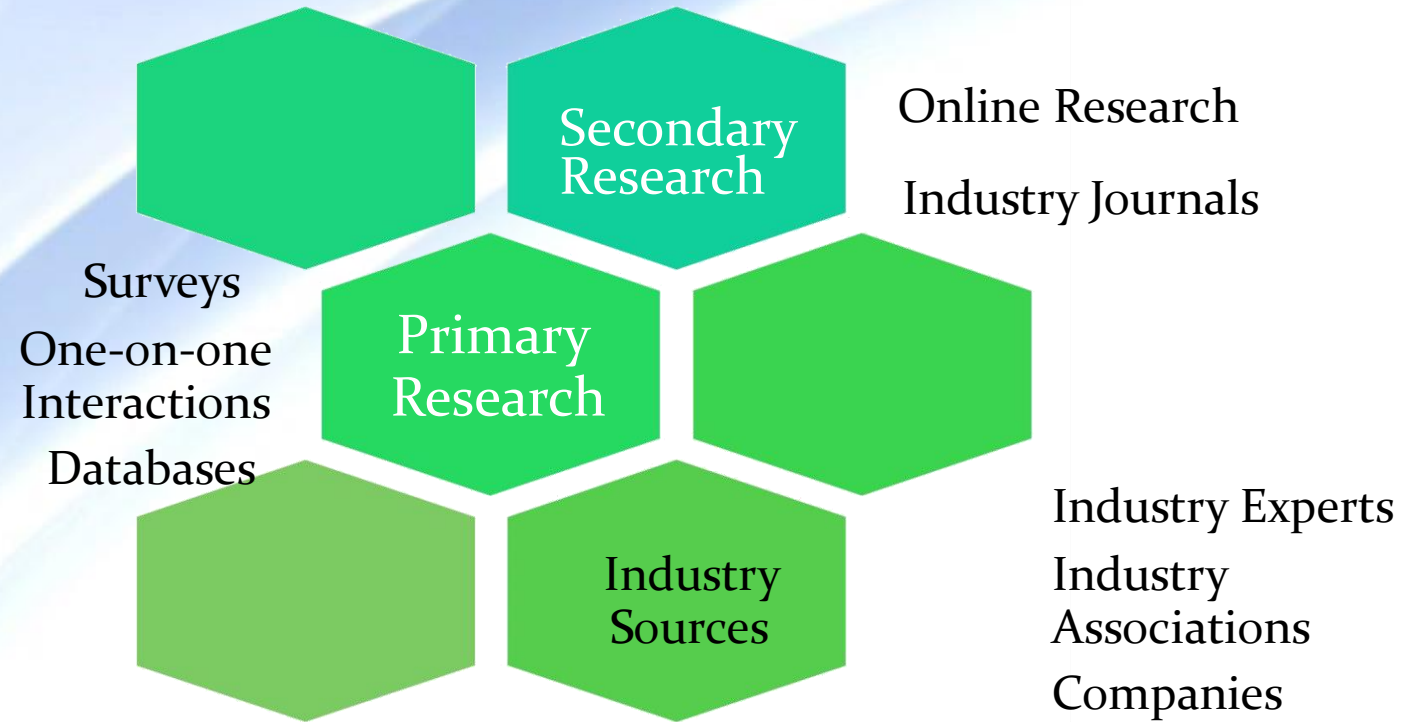 Secondary
Research
Online Research
Industry Journals
Surveys
One-on-one
Interactions
Databases
Primary
Research
Industry
Sources
Industry Experts
Industry
Associations
Companies